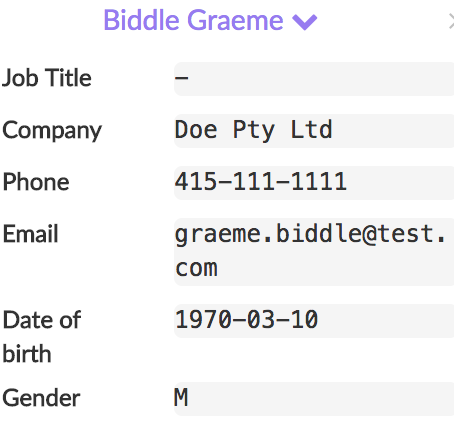 Biddle Graeme
Job Title -
Company Doe Pty Ltd
Phone 415-111-1111
Email graeme.biddle@test.
com
Date of 1970-03-10
birth
Gender M